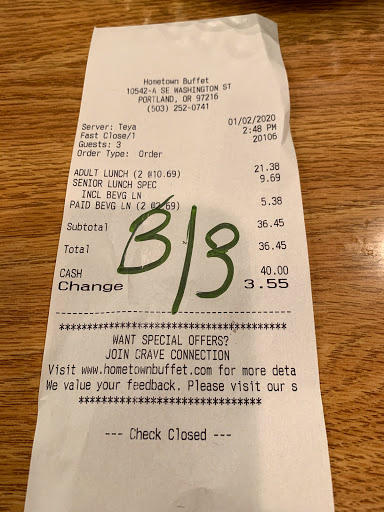 Hometown Buffet
10542-A SE WASHINGTON ST
PORTLAND, OR 97216
(503) 252-0741
01/02/2020
Server: Teya 2:48 PM
Fast Close/1 20106
Guests: 3
Order Type: Order
ADULT LUNCH (2 @10.69) 21.38
SENIOR LUNCH SPEC 9.69
INCL BEVG LN
PAID BEVG LN (2 @2.69) 5.38
Subtotal 36.45
Total 36.45
CASH 40.00
Change 3.55
B/3
****************************************
WANT SPECIAL OFFERS?
JOIN CRAVE CONNECTION
Visit www.hometownbuffet.com for more deta
We value your feedback. Please visit our s
********************************
--- Check Closed ---